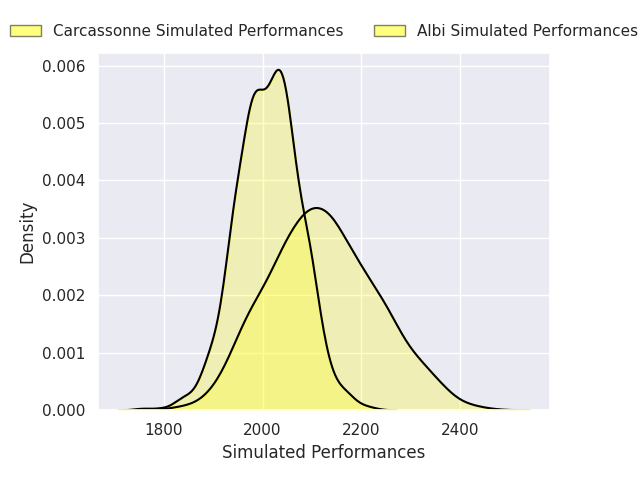 Carcassonne Simulated Performances
Albi Simulated Performances
0.006
0.005
0.004
0.003
0.002
0.001
0.000
Density
1800
2000
2200
2400
Simulated Performances